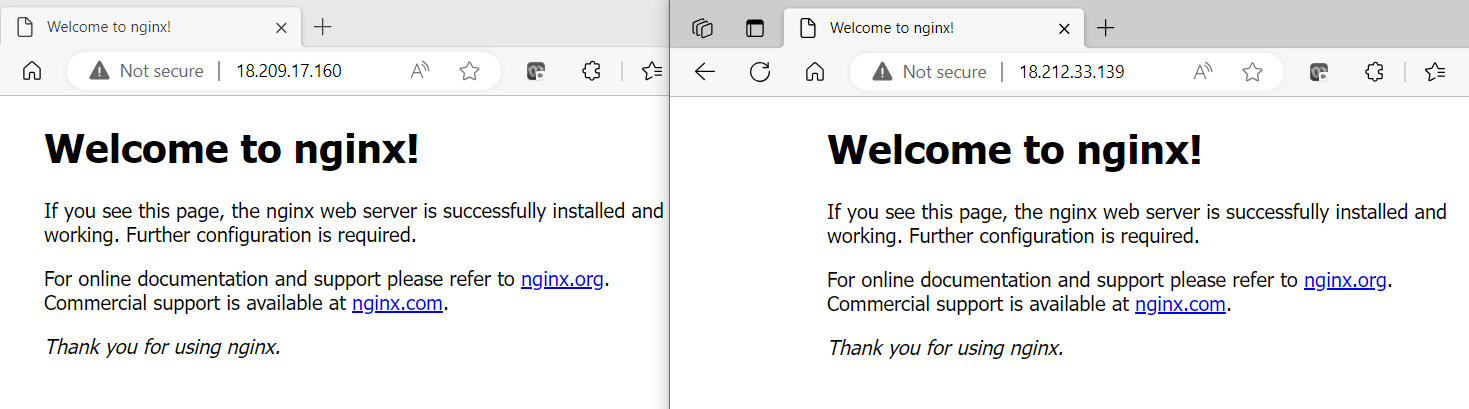 Welcome to nginx!
Not secure
18.209.17.160
Welcome to nginx!
If you see this page, the nginx web server is successfully installed and
working. Further configuration is required.
For online documentation and support please refer to nginx.org.
Commercial support is available at nginx.com.
Thank you for using nginx.
Welcome to nginx!
Not secure
18.212.33.139
Welcome to nginx!
If you see this page, the nginx web server is successfully installed and
working. Further configuration is required.
For online documentation and support please refer to nginx.org.
Commercial support is available at nginx.com.
Thank you for using nginx.